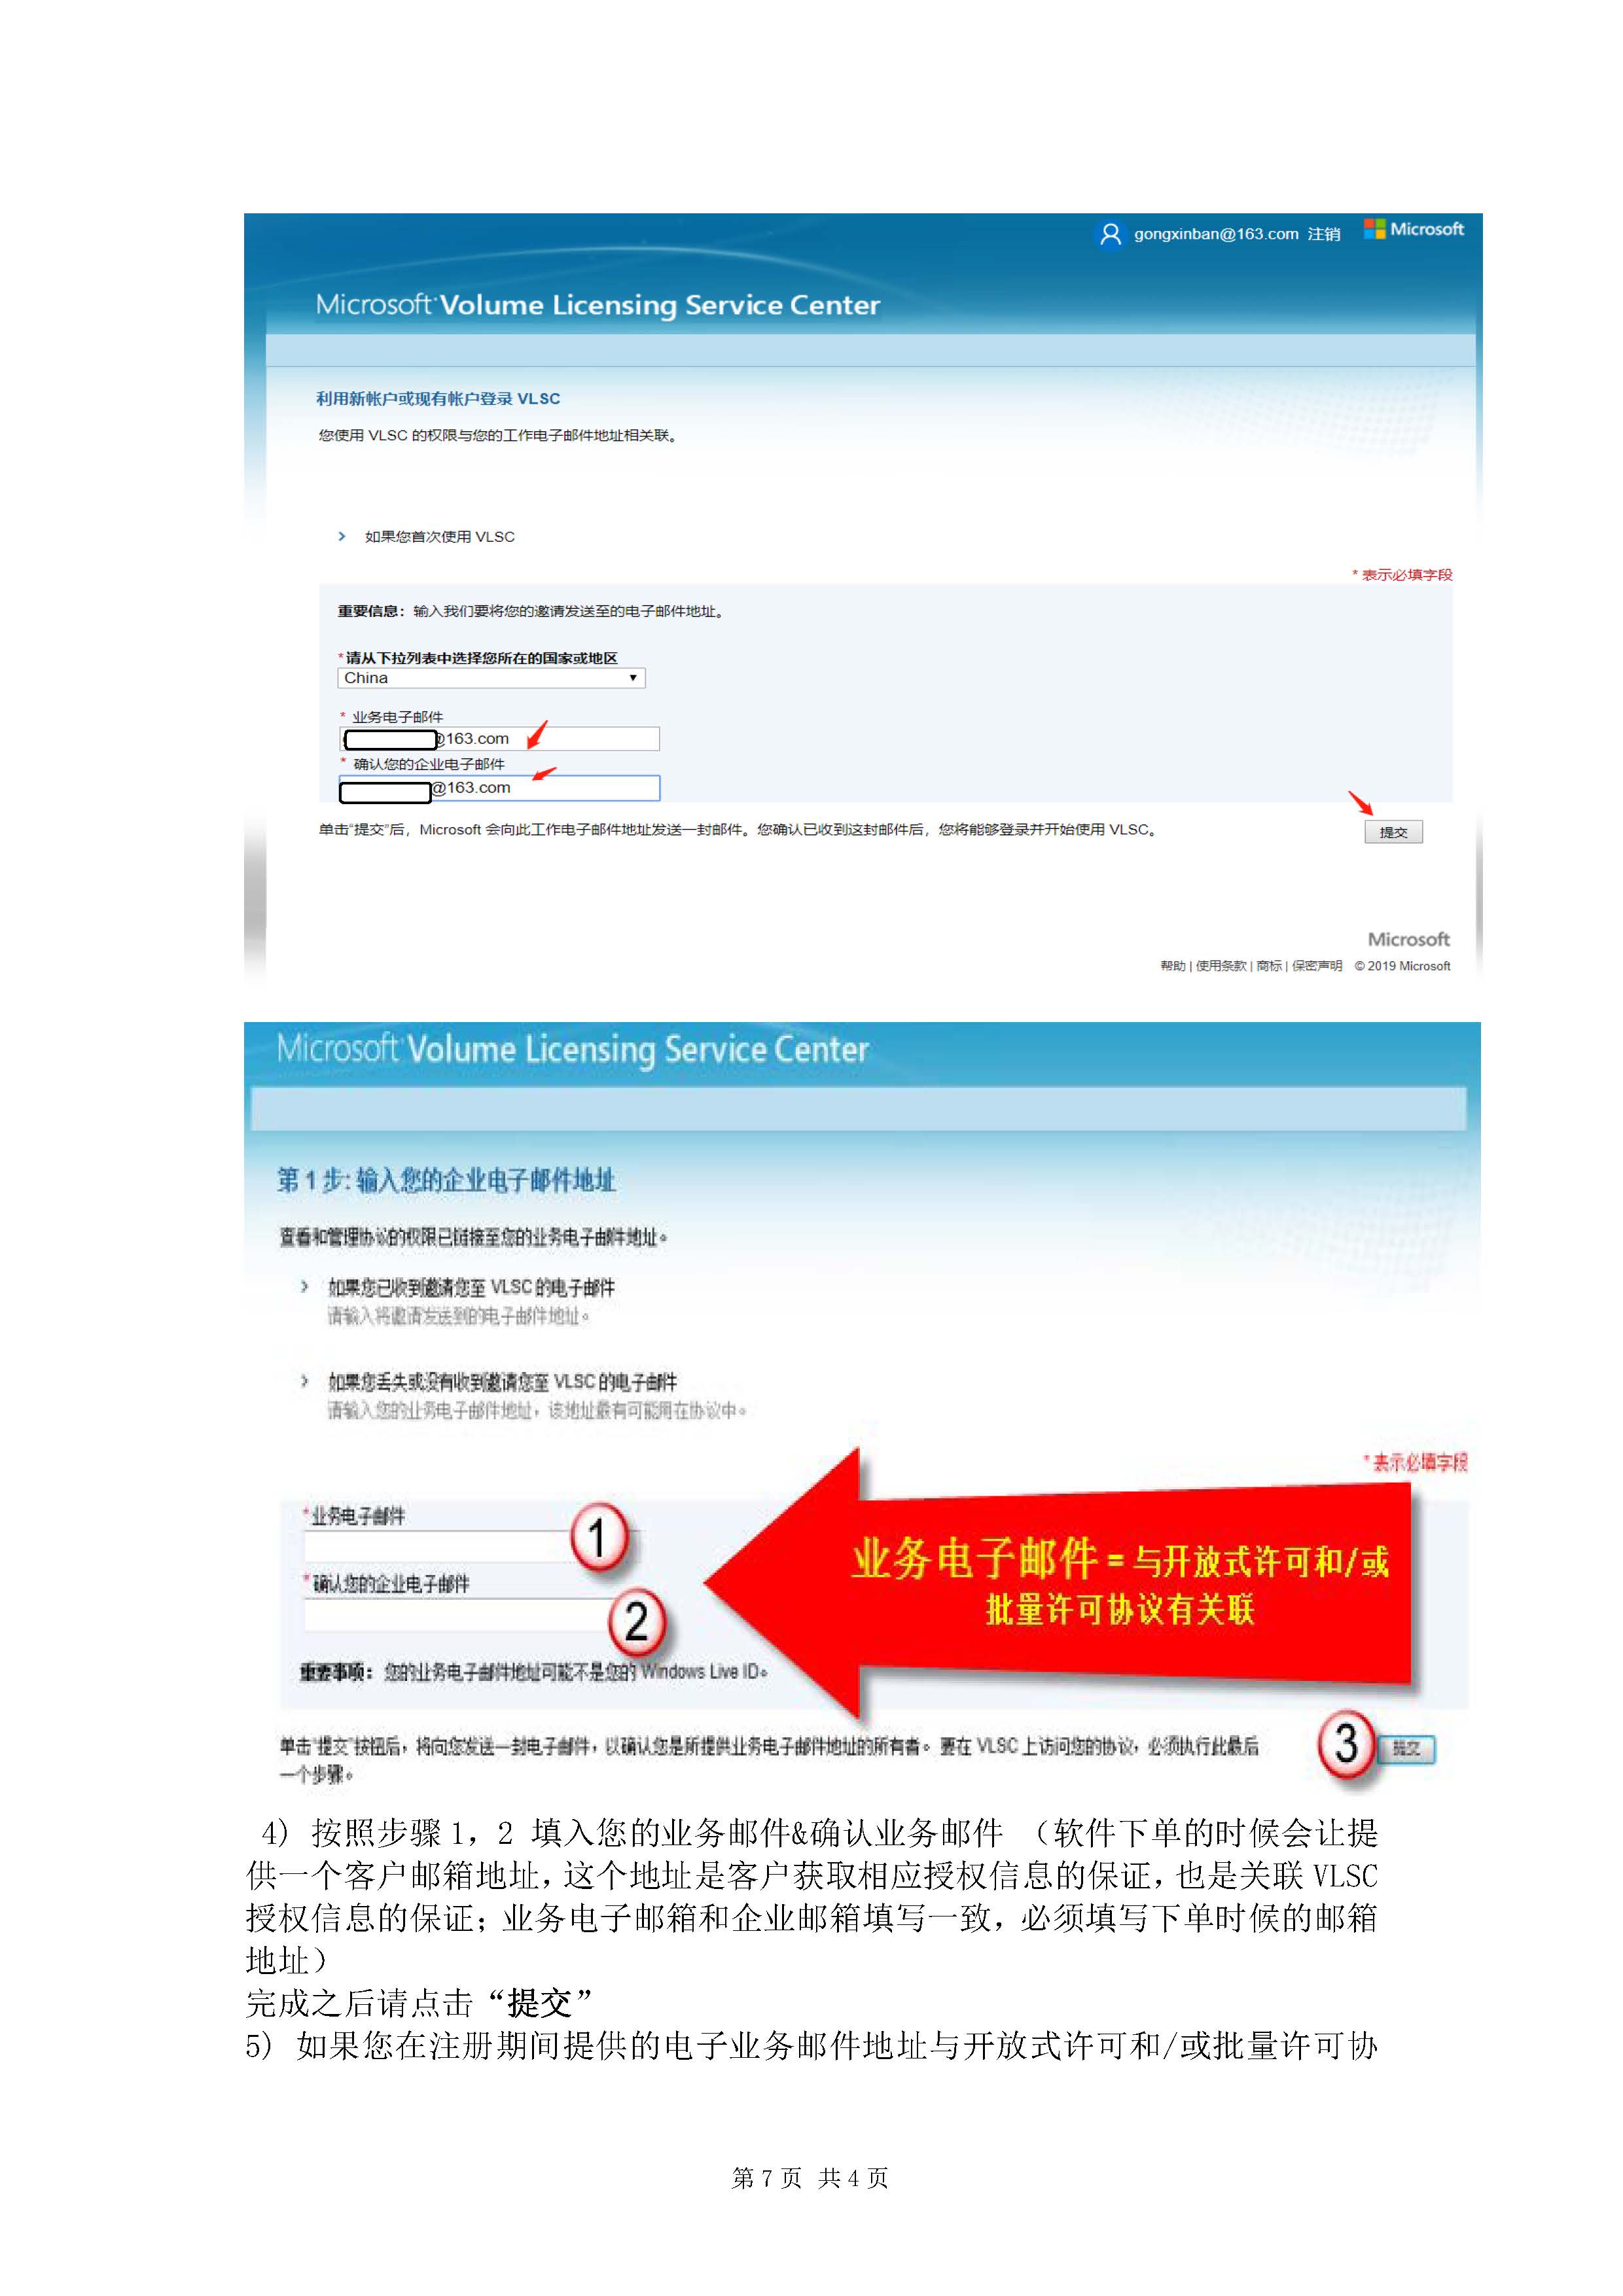 gongxinban@163.com 注销 Microsoft
Microsoft Volume Licensing Service Center
利用新帐户或现有帐户登录 VLSC
您使用 VLSC 的权限与您的工作电子邮件地址相关联。
> 如果您首次使用 VLSC
* 表示必填字段
重要信息：输入我们要将您的邀请发送至的电子邮件地址。
*请从下拉列表中选择您所在的国家或地区
China
* 业务电子邮件
@163.com
* 确认您的企业电子邮件
@163.com
单击“提交”后，Microsoft 会向此工作电子邮件地址发送一封邮件。您确认已收到这封邮件后，您将能够登录并开始使用 VLSC。
提交
Microsoft
帮助 | 使用条款 | 商标 | 保密声明 © 2019 Microsoft
Microsoft Volume Licensing Service Center
第 1 步: 输入您的企业电子邮件地址
查看和管理协议的权限已链接至您的业务电子邮件地址。
> 如果您已收到邀请您至 VLSC 的电子邮件
请输入将邀请发送到的电子邮件地址。
> 如果您丢失或没有收到邀请您至 VLSC 的电子邮件
请输入您的业务电子邮件地址，该地址最有可能用在协议中。
* 表示必填字段
*业务电子邮件
1
*确认您的企业电子邮件
2
业务电子邮件 = 与开放式许可和/或
批量许可协议有关联
重要事项：您的业务电子邮件地址可能不是您的 Windows Live ID。
单击“提交”按钮后，将向您发送一封电子邮件，以确认您是所提供业务电子邮件地址的所有者。要在 VLSC 上访问您的协议，必须执行此最后
一个步骤。
3
提交
4) 按照步骤 1，2 填入您的业务邮件&确认业务邮件 （软件下单的时候会让提
供一个客户邮箱地址，这个地址是客户获取相应授权信息的保证，也是关联 VLSC
授权信息的保证；业务电子邮箱和企业邮箱填写一致，必须填写下单时候的邮箱
地址）
完成之后请点击“提交”
5) 如果您在注册期间提供的电子业务邮件地址与开放式许可和/或批量许可协
第 7 页 共 4 页